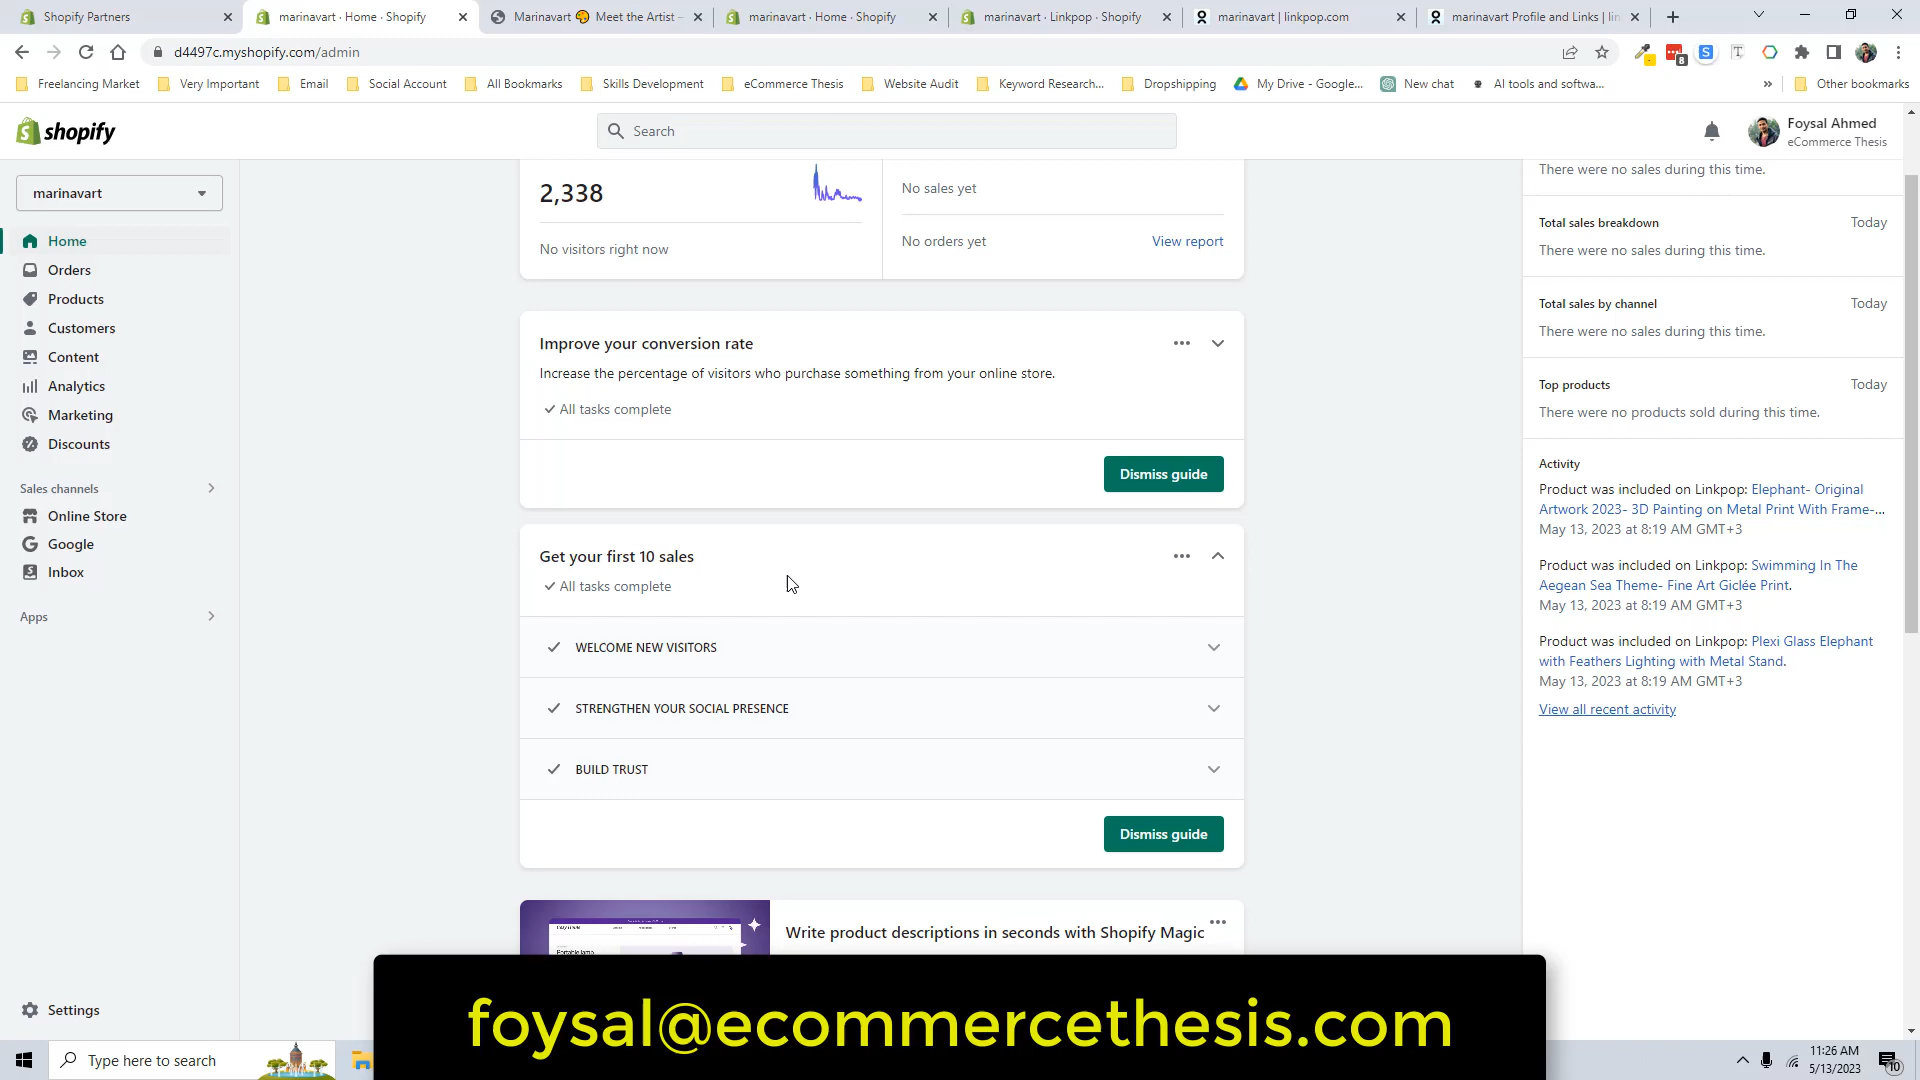 Shopify Partners
marinavart · Home · Shopify
Marinavart 🎨 Meet the Artist -
marinavart · Home · Shopify
marinavart · Linkpop · Shopify
marinavart | linkpop.com
marinavart Profile and Links | lin
d4497c.myshopify.com/admin
8
Freelancing Market
Very Important
Email
Social Account
All Bookmarks
Skills Development
eCommerce Thesis
Website Audit
Keyword Research...
Dropshipping
My Drive - Google...
New chat
AI tools and softwa...
Other bookmarks
shopify
Search
Foysal Ahmed
eCommerce Thesis
marinavart
Home
Orders
Products
Customers
Content
Analytics
Marketing
Discounts
Sales channels
Online Store
Google
Inbox
Apps
Settings
2,338
No visitors right now
No sales yet
No orders yet
View report
Improve your conversion rate
Increase the percentage of visitors who purchase something from your online store.
All tasks complete
Dismiss guide
Get your first 10 sales
All tasks complete
WELCOME NEW VISITORS
STRENGTHEN YOUR SOCIAL PRESENCE
BUILD TRUST
Dismiss guide
Write product descriptions in seconds with Shopify Magic
There were no sales during this time.
Total sales breakdown Today
There were no sales during this time.
Total sales by channel Today
There were no sales during this time.
Top products Today
There were no products sold during this time.
Activity
Product was included on Linkpop: Elephant- Original
Artwork 2023- 3D Painting on Metal Print With Frame-...
May 13, 2023 at 8:19 AM GMT+3
Product was included on Linkpop: Swimming In The
Aegean Sea Theme- Fine Art Giclée Print.
May 13, 2023 at 8:19 AM GMT+3
Product was included on Linkpop: Plexi Glass Elephant
with Feathers Lighting with Metal Stand.
May 13, 2023 at 8:19 AM GMT+3
View all recent activity
foysal@ecommercethesis.com
Type here to search
11:26 AM
5/13/2023
10